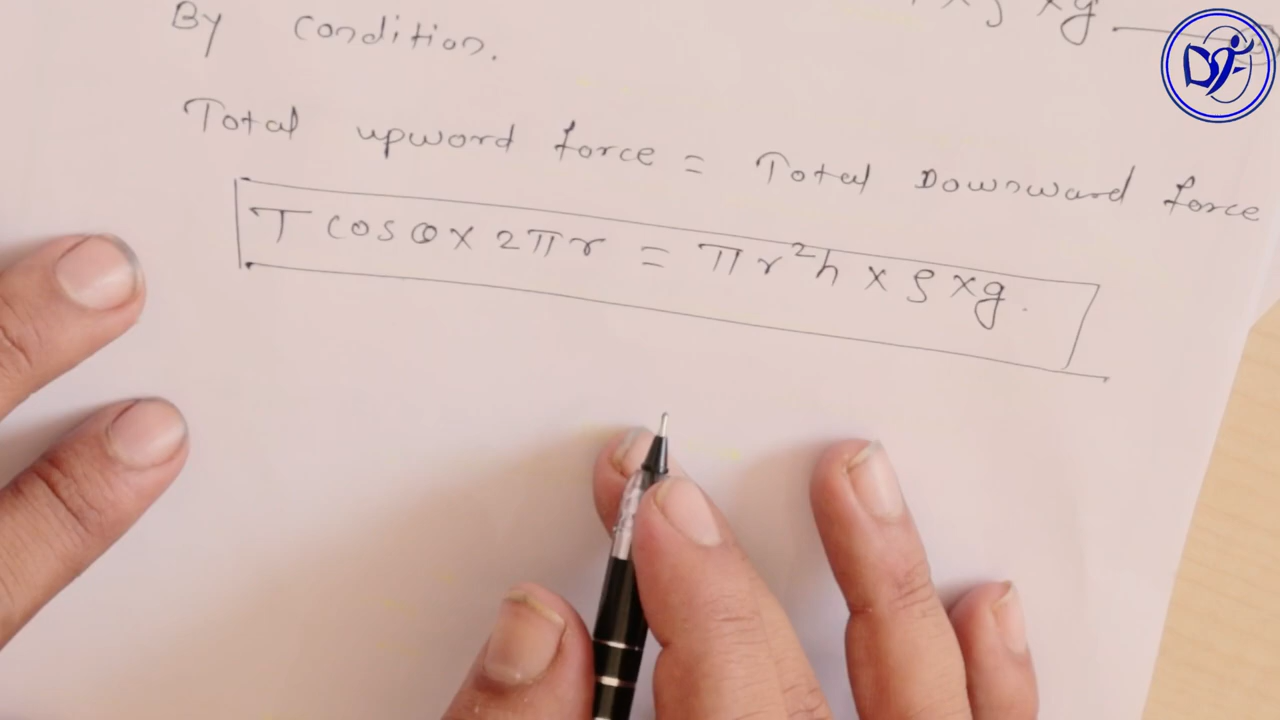 × ρ × g
By condition.
Total upword force = Total Downward force
T cos θ × 2πr = πr²h × ρ × g.